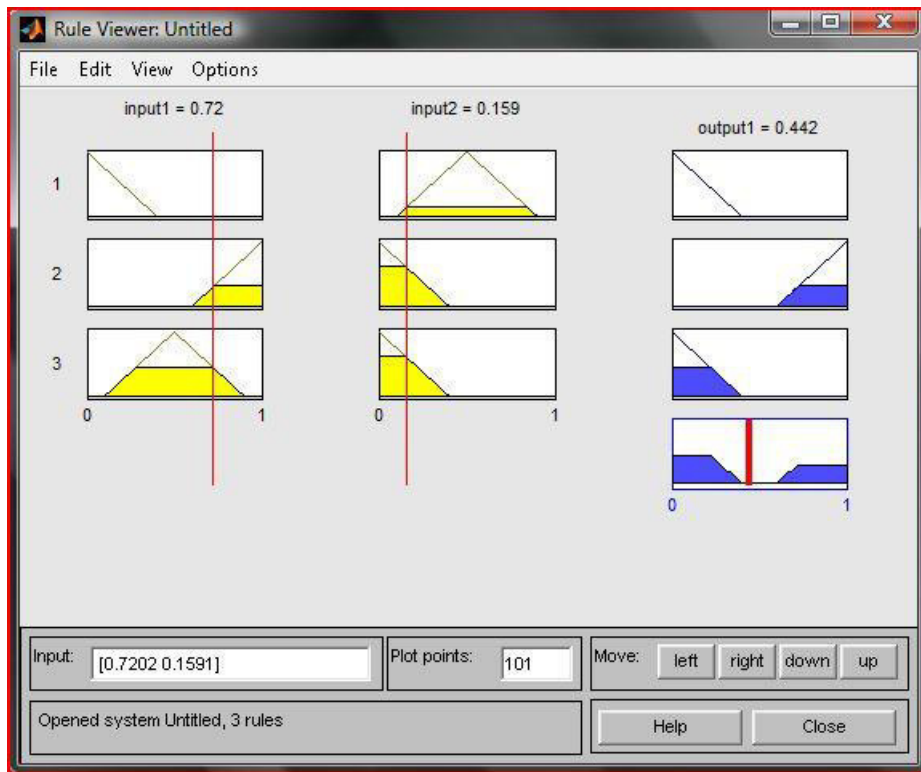 Rule Viewer: Untitled
File Edit View Options
input1 = 0.72
input2 = 0.159
output1 = 0.442
1
2
3
0 1
0 1
0 1
Input: [0.7202 0.1591]
Plot points: 101
Move: left right down up
Opened system Untitled, 3 rules
Help Close